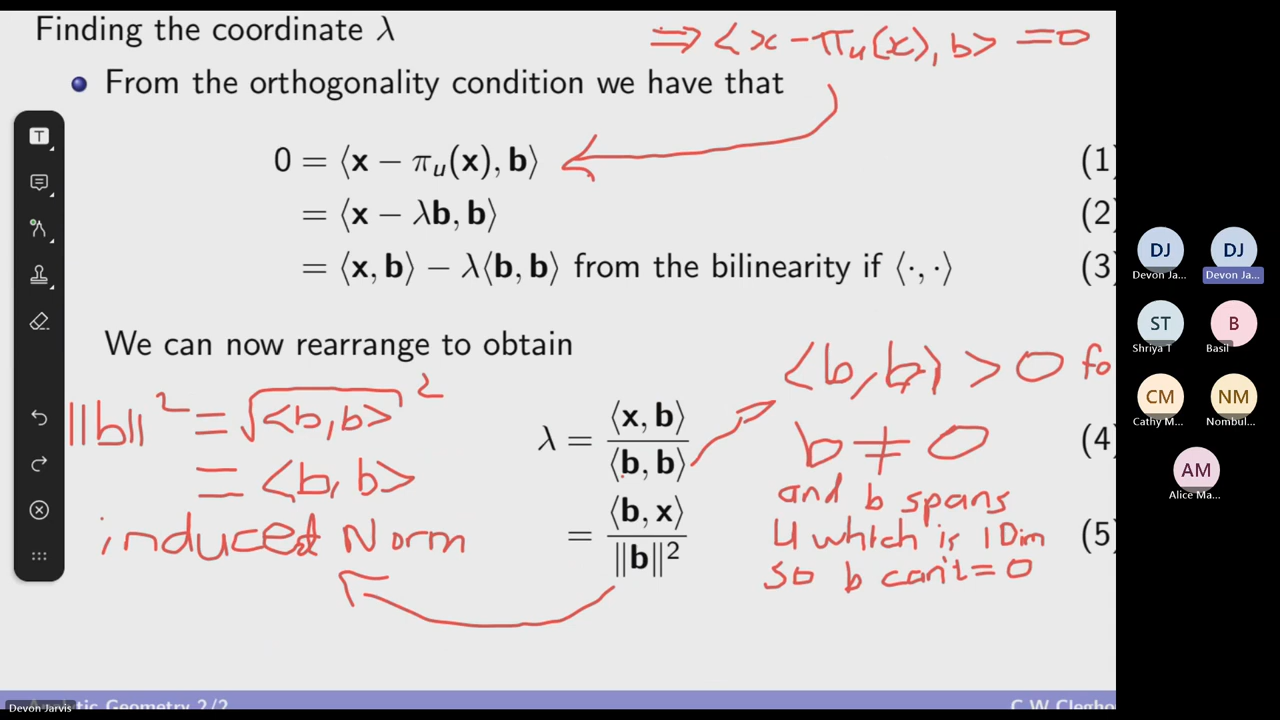 Finding the coordinate λ
⇒ <x - πu(x), b> = 0
From the orthogonality condition we have that
0 = ⟨x − πu(x), b⟩ (1)
= ⟨x − λb, b⟩ (2)
= ⟨x, b⟩ − λ⟨b, b⟩ from the bilinearity if ⟨·, ·⟩ (3
We can now rearrange to obtain
<b, b> > 0 fo
||b||² = √<b, b>²
λ = ⟨x, b⟩ / ⟨b, b⟩ (4)
b ≠ 0
= <b, b>
and b spans
= ⟨b, x⟩ / ‖b‖² (5)
induced Norm
U which is 1 Dim
so b can't = 0
DJ
Devon Ja...
DJ
Devon Ja...
ST
Shriya T
B
Basil
CM
Cathy M...
NM
Nombul...
AM
Alice Ma...
T
Devon Jarvis
tic Geometry 2/2
C.W.Clegho